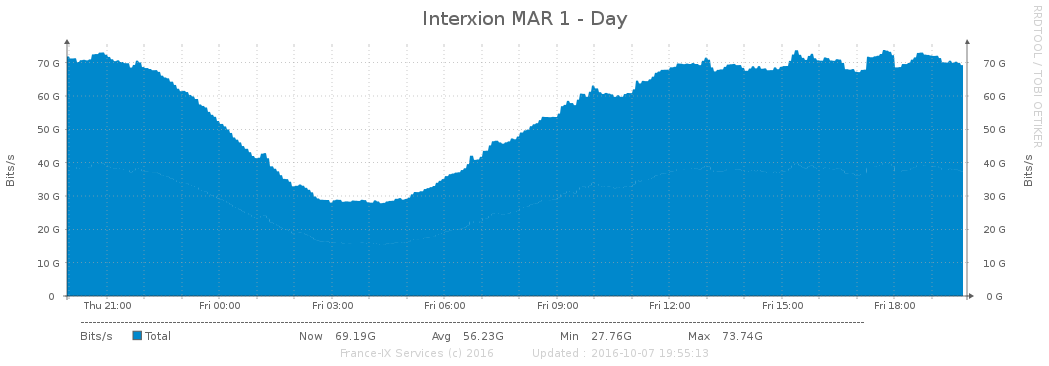 Interxion MAR 1 - Day
RRDTOOL / TOBI OETIKER
Bits/s
70 G
60 G
50 G
40 G
30 G
20 G
10 G
0
70 G
60 G
50 G
40 G
30 G
20 G
10 G
0 G
Bits/s
Thu 21:00 Fri 00:00 Fri 03:00 Fri 06:00 Fri 09:00 Fri 12:00 Fri 15:00 Fri 18:00
Bits/s Total Now 69.19G Avg 56.23G Min 27.76G Max 73.74G
France-IX Services (c) 2016 Updated : 2016-10-07 19:55:13